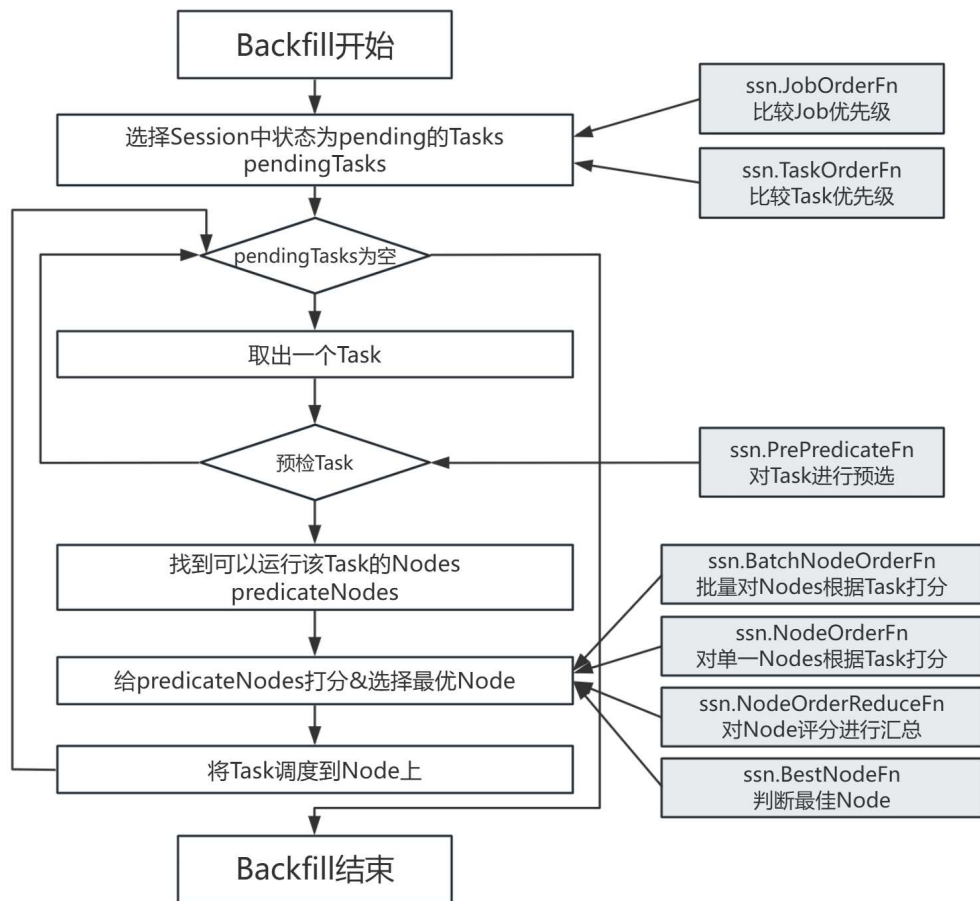 Backfill开始
ssn.JobOrderFn
比较Job优先级
选择Session中状态为pending的Tasks
pendingTasks
ssn.TaskOrderFn
比较Task优先级
pendingTasks为空
取出一个Task
预检Task
ssn.PrePredicateFn
对Task进行预选
找到可以运行该Task的Nodes
predicateNodes
ssn.BatchNodeOrderFn
批量对Nodes根据Task打分
ssn.NodeOrderFn
对单一Nodes根据Task打分
给predicateNodes打分&选择最优Node
ssn.NodeOrderReduceFn
对Node评分进行汇总
将Task调度到Node上
ssn.BestNodeFn
判断最佳Node
Backfill结束